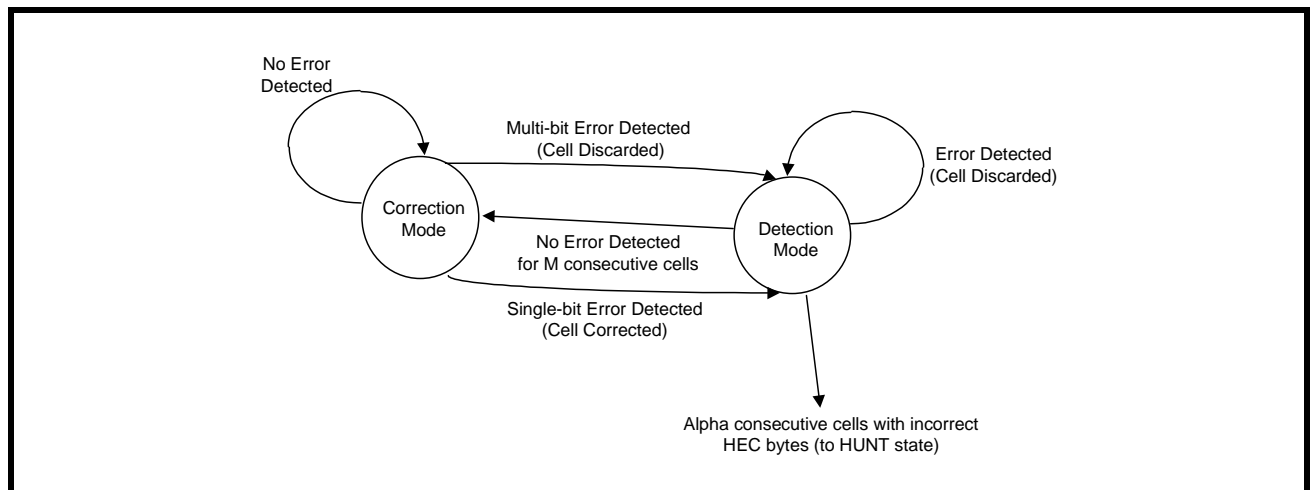 No Error
Detected
Multi-bit Error Detected
(Cell Discarded)
Error Detected
(Cell Discarded)
Correction
Mode
Detection
Mode
No Error Detected
for M consecutive cells
Single-bit Error Detected
(Cell Corrected)
Alpha consecutive cells with incorrect
HEC bytes (to HUNT state)